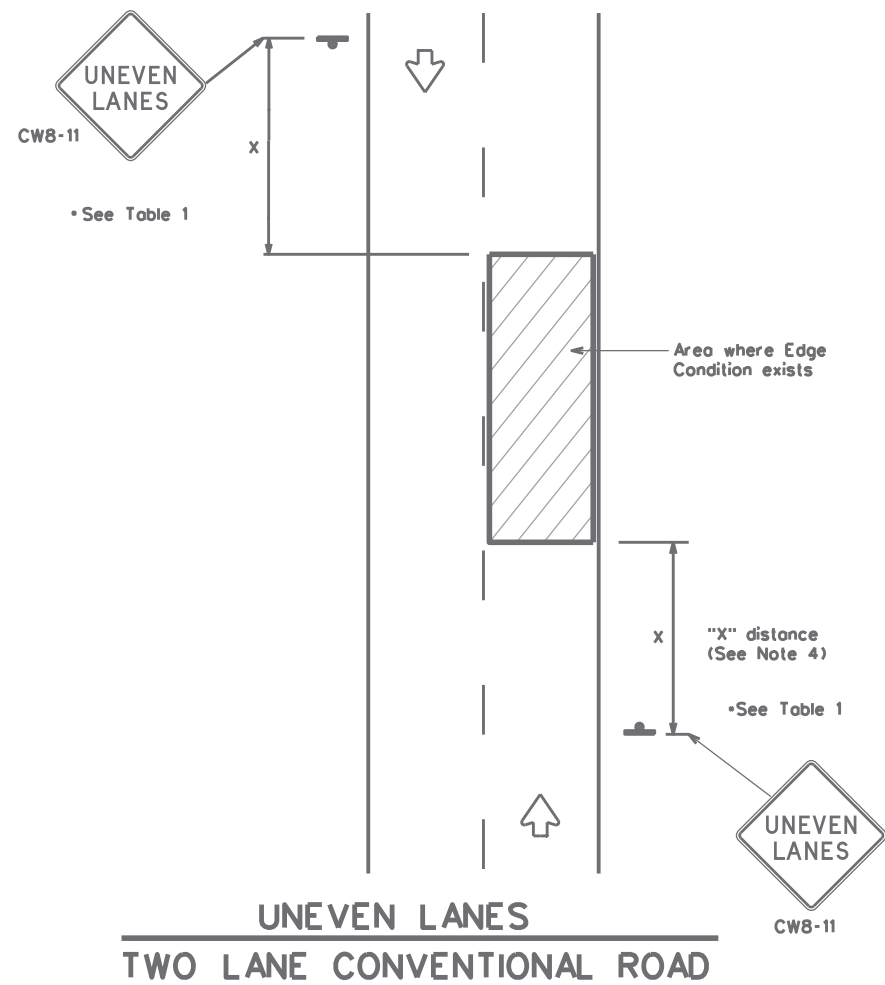 UNEVEN
LANES
CW8-11
X
• See Table 1
Area where Edge
Condition exists
X
"X" distance
(See Note 4)
•See Table 1
UNEVEN
LANES
CW8-11
UNEVEN LANES
TWO LANE CONVENTIONAL ROAD